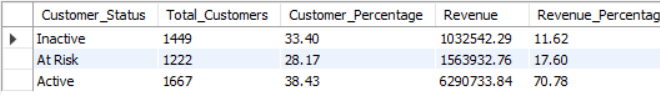 Customer_Status Total_Customers Customer_Percentage Revenue Revenue_Percentag
Inactive 1449 33.40 1032542.29 11.62
At Risk 1222 28.17 1563932.76 17.60
Active 1667 38.43 6290733.84 70.78